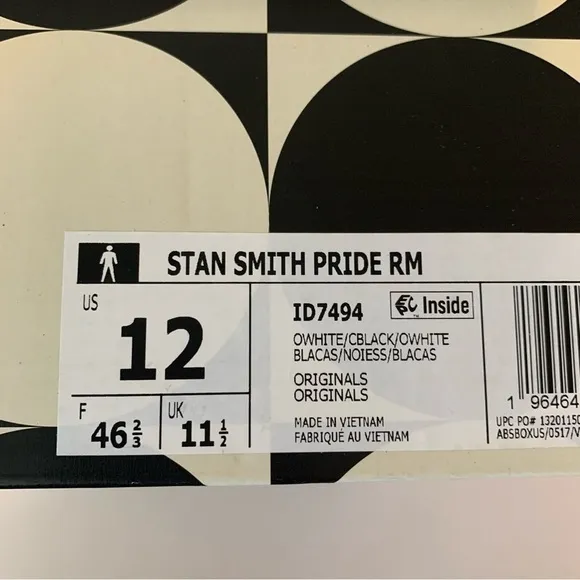 STAN SMITH PRIDE RM
US
12
F
46 2/3
UK
11 1/2
ID7494
Inside
OWHITE/CBLACK/OWHITE
BLACAS/NOIESS/BLACAS
ORIGINALS
ORIGINALS
MADE IN VIETNAM
FABRIQUÉ AU VIETNAM
1 96464
UPC PO# 13201150
ABSBOXUS/0517/V